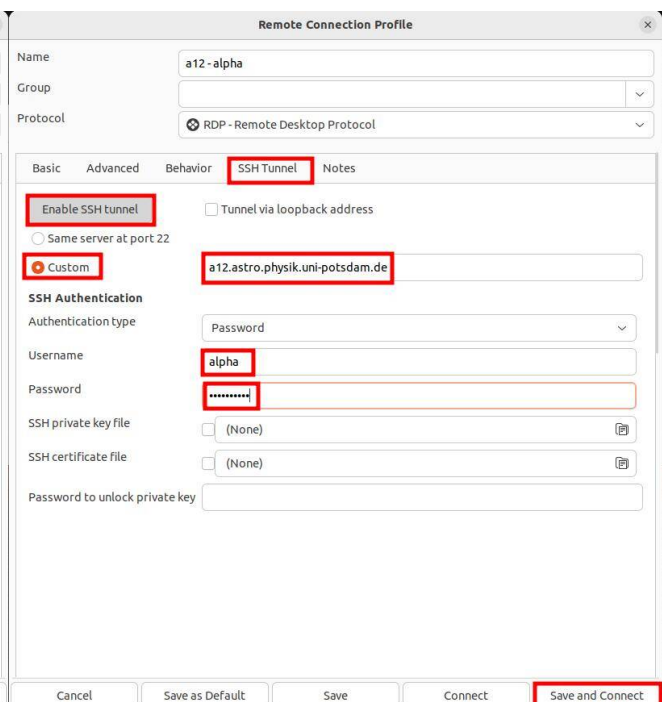 Remote Connection Profile
Name
a12 - alpha
Group
Protocol
RDP - Remote Desktop Protocol
Basic Advanced Behavior SSH Tunnel Notes
Enable SSH tunnel Tunnel via loopback address
Same server at port 22
Custom a12.astro.physik.uni-potsdam.de
SSH Authentication
Authentication type Password
Username alpha
Password ••••••••••
SSH private key file (None)
SSH certificate file (None)
Password to unlock private key
Cancel Save as Default Save Connect Save and Connect